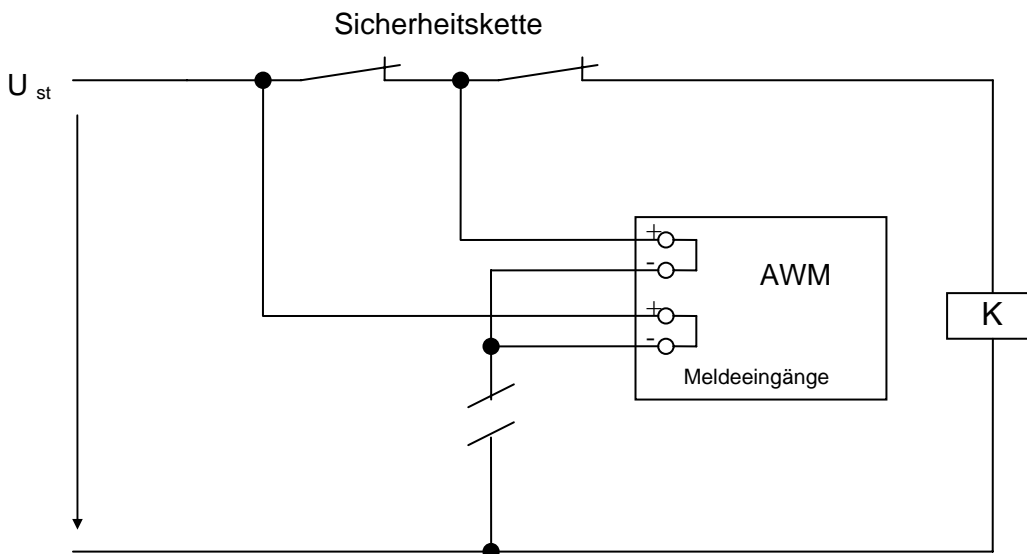 Sicherheitskette
U st
+
-
AWM
+
-
K
Meldeeingänge